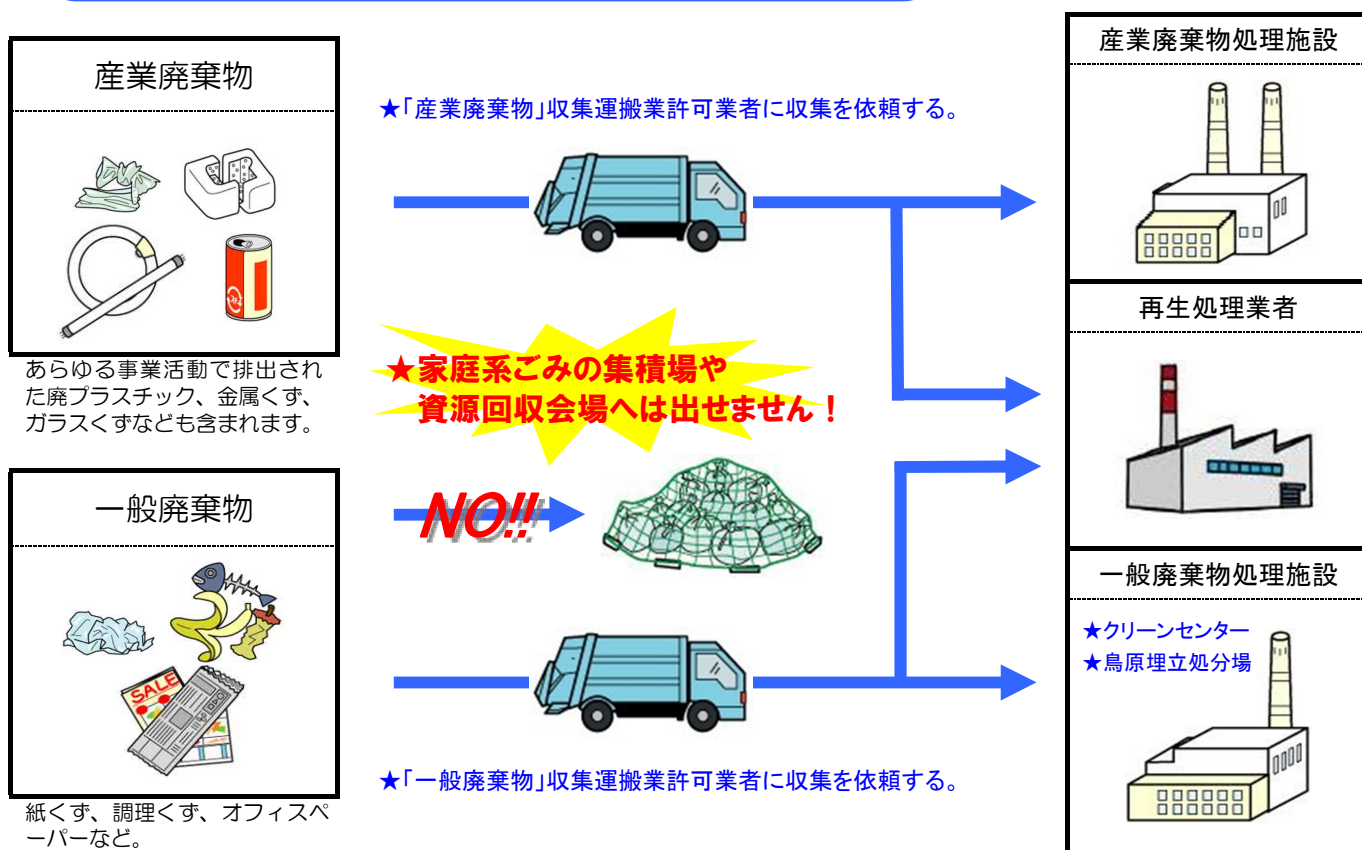 産業廃棄物
あらゆる事業活動で排出され
た廃プラスチック、金属くず、
ガラスくずなども含まれます。
★「産業廃棄物」収集運搬業許可業者に収集を依頼する。
産業廃棄物処理施設
★家庭系ごみの集積場や
資源回収会場へは出せません！
再生処理業者
一般廃棄物
SALE
紙くず、調理くず、オフィスペ
ーパーなど。
NO!!
★「一般廃棄物」収集運搬業許可業者に収集を依頼する。
一般廃棄物処理施設
★クリーンセンター
★鳥原埋立処分場